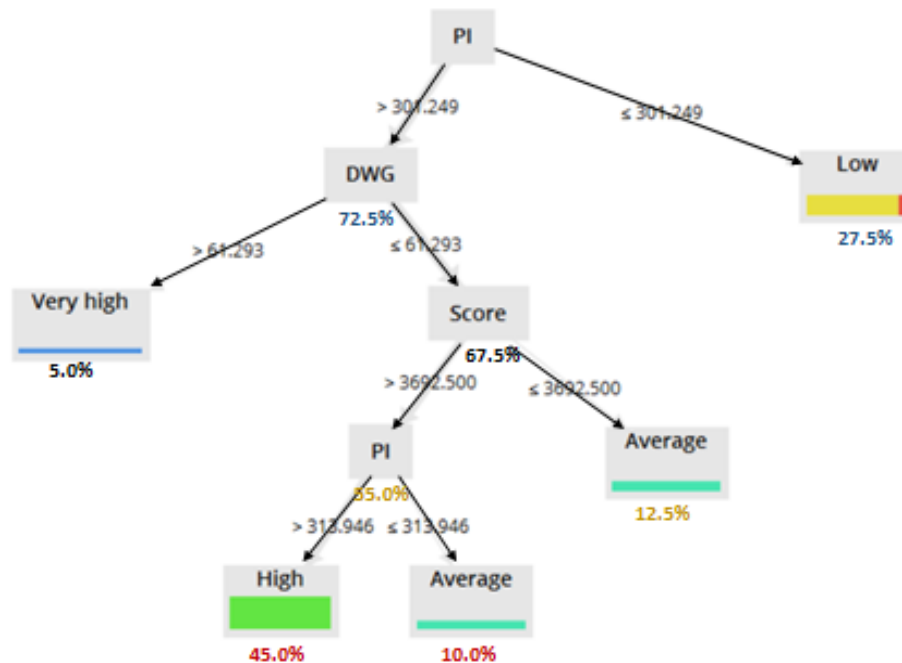 PI
> 301.249
≤ 301.249
DWG
72.5%
Low
27.5%
> 61.293
≤ 61.293
Very high
5.0%
Score
67.5%
> 3692.500
≤ 3692.500
PI
55.0%
Average
12.5%
> 313.946
≤ 313.946
High
45.0%
Average
10.0%